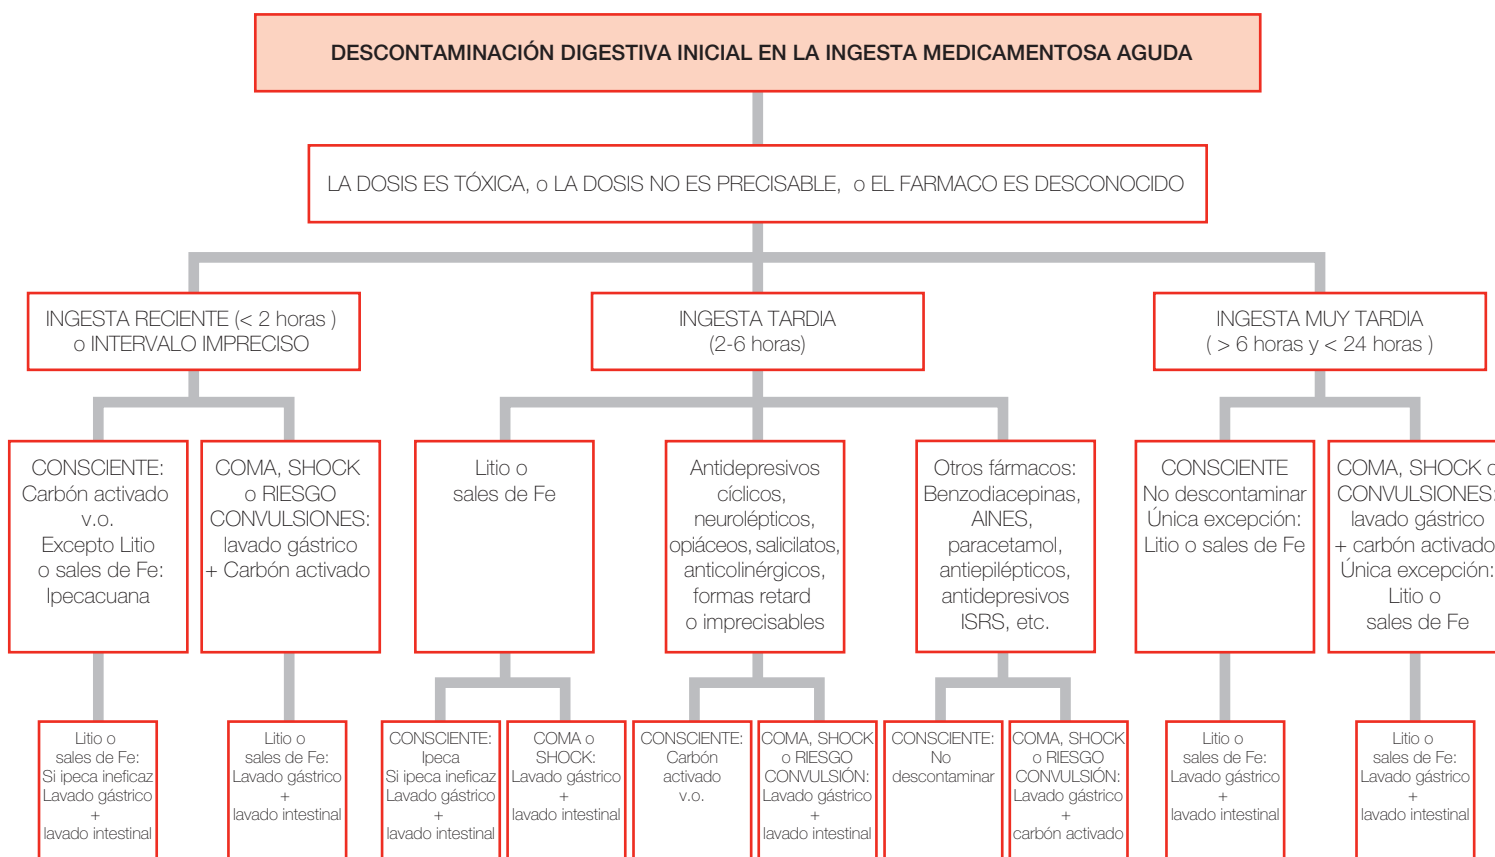 DESCONTAMINACIÓN DIGESTIVA INICIAL EN LA INGESTA MEDICAMENTOSA AGUDA
LA DOSIS ES TÓXICA, o LA DOSIS NO ES PRECISABLE, o EL FARMACO ES DESCONOCIDO
INGESTA RECIENTE (< 2 horas )
o INTERVALO IMPRECISO
INGESTA TARDIA
(2-6 horas)
INGESTA MUY TARDIA
( > 6 horas y < 24 horas )
CONSCIENTE:
Carbón activado
v.o.
Excepto Litio
o sales de Fe:
Ipecacuana
COMA, SHOCK
o RIESGO
CONVULSIONES:
lavado gástrico
+ Carbón activado
Litio o
sales de Fe
Antidepresivos
cíclicos,
neurolépticos,
opiáceos, salicilatos,
anticolinérgicos,
formas retard
o imprecisables
Otros fármacos:
Benzodiacepinas,
AINES,
paracetamol,
antiepilépticos,
antidepresivos
ISRS, etc.
CONSCIENTE
No descontaminar
Única excepción:
Litio o sales de Fe
COMA, SHOCK o
CONVULSIONES:
lavado gástrico
+ carbón activado
Única excepción:
Litio o
sales de Fe
Litio o
sales de Fe:
Si ipeca ineficaz
Lavado gástrico
+
lavado intestinal
Litio o
sales de Fe:
Lavado gástrico
+
lavado intestinal
CONSCIENTE:
Ipeca
Si ipeca ineficaz
Lavado gástrico
+
lavado intestinal
COMA o
SHOCK:
Lavado gástrico
+
lavado intestinal
CONSCIENTE:
Carbón
activado
v.o.
COMA, SHOCK
o RIESGO
CONVULSIÓN:
Lavado gástrico
+
lavado intestinal
CONSCIENTE:
No
descontaminar
COMA, SHOCK
o RIESGO
CONVULSIÓN:
Lavado gástrico
+
carbón activado
Litio o
sales de Fe:
Lavado gástrico
+
lavado intestinal
Litio o
sales de Fe:
Lavado gástrico
+
lavado intestinal